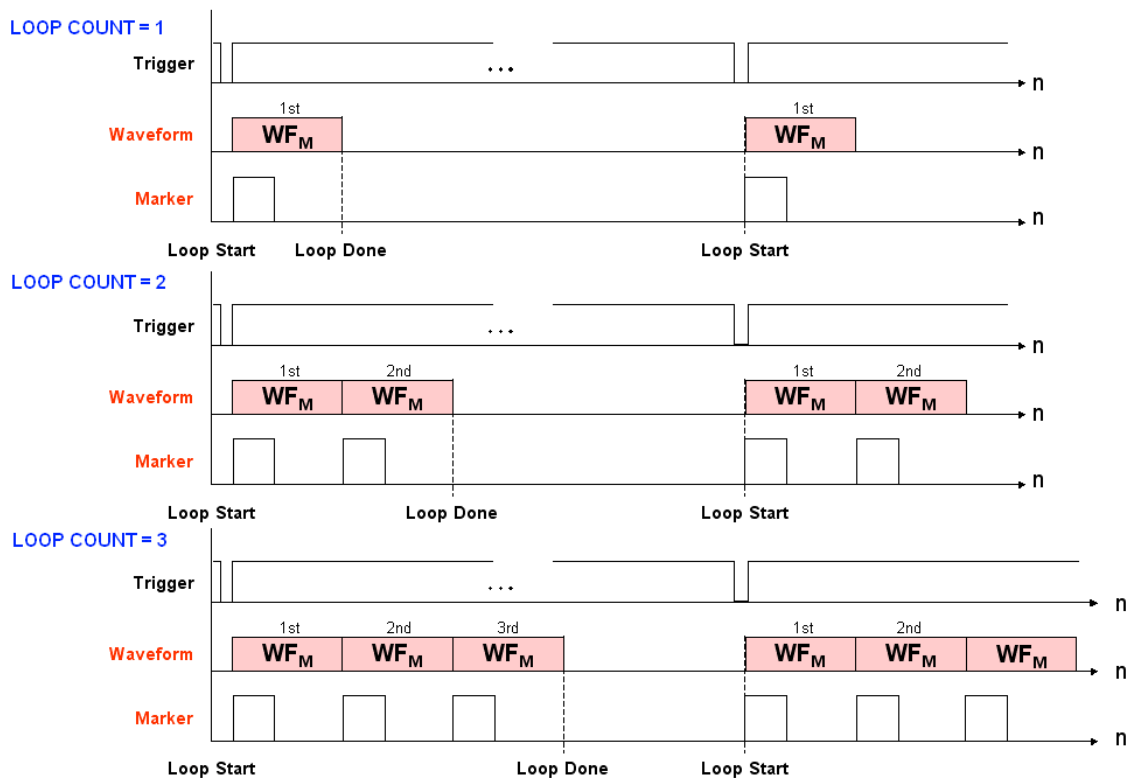 LOOP COUNT = 1
Trigger
...
n
1st
1st
Waveform
WFM
WFM
n
Marker
n
Loop Start
Loop Done
Loop Start
LOOP COUNT = 2
Trigger
...
n
1st
2nd
1st
2nd
Waveform
WFM
WFM
WFM
WFM
n
Marker
n
Loop Start
Loop Done
Loop Start
LOOP COUNT = 3
Trigger
...
n
1st
2nd
3rd
1st
2nd
Waveform
WFM
WFM
WFM
WFM
WFM
WFM
n
Marker
n
Loop Start
Loop Done
Loop Start